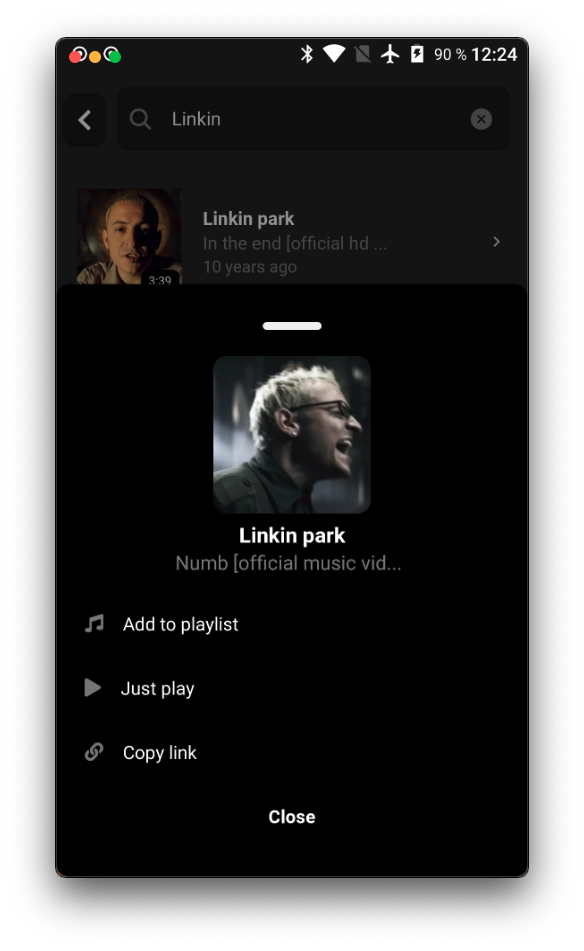 90 % 12:24
Linkin
Linkin park
In the end [official hd ...
10 years ago
3:39
Linkin park
Numb [official music vid...
Add to playlist
Just play
Copy link
Close